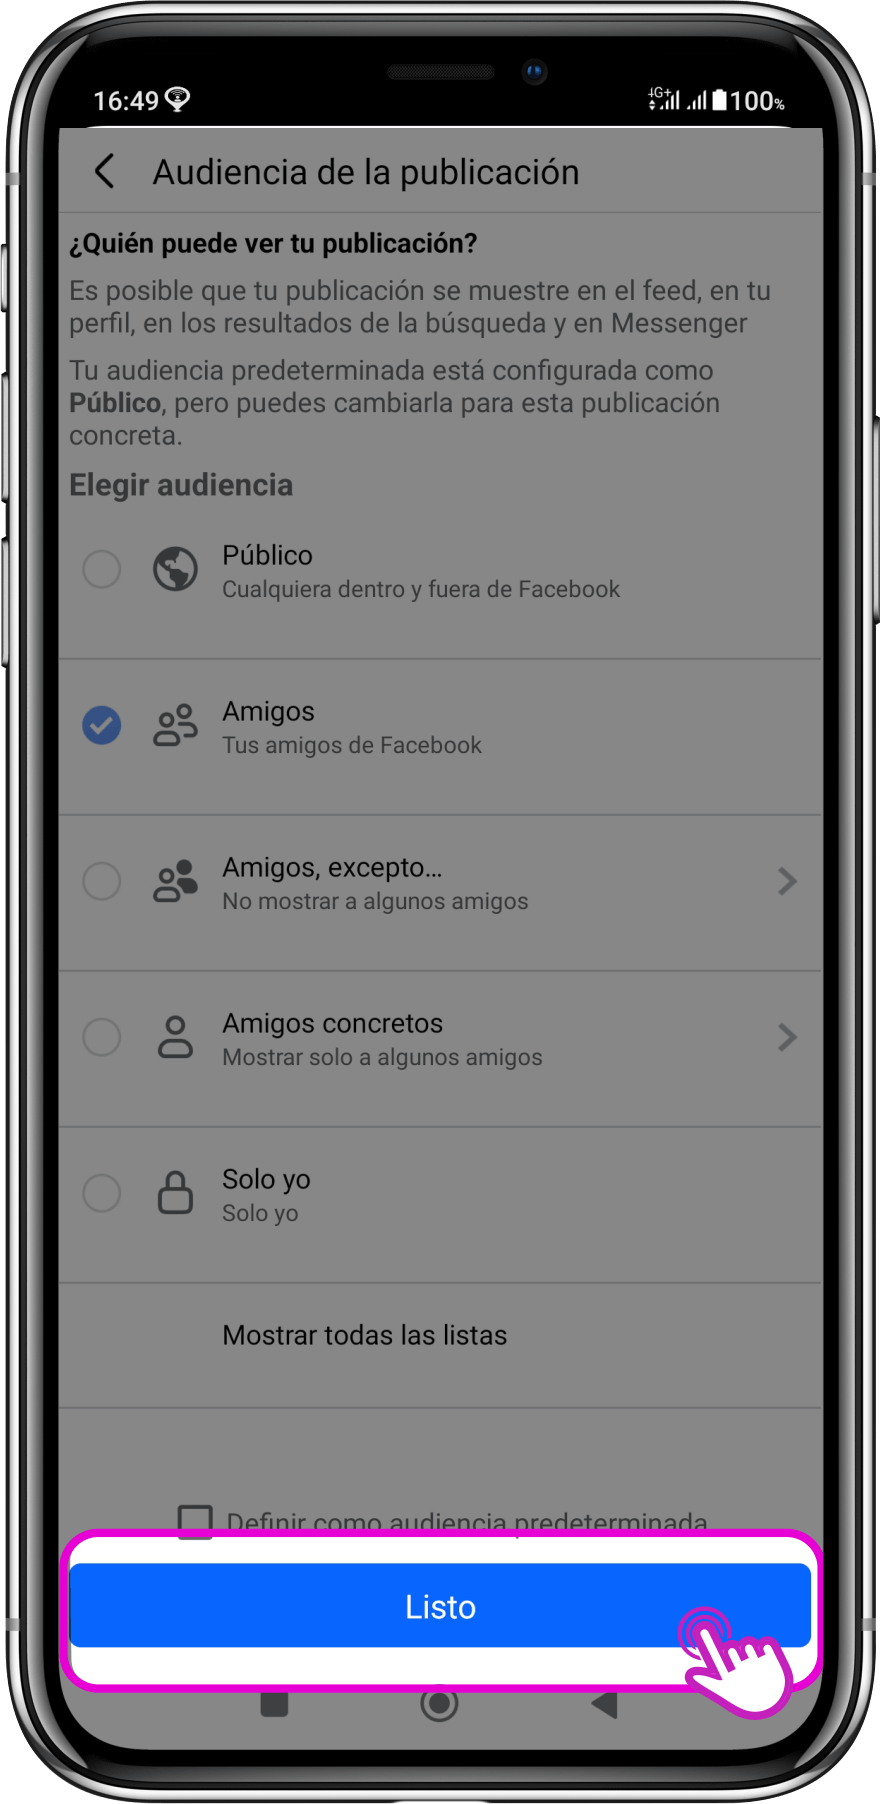 16:49
4G+ 100%
Audiencia de la publicación
¿Quién puede ver tu publicación?
Es posible que tu publicación se muestre en el feed, en tu
perfil, en los resultados de la búsqueda y en Messenger
Tu audiencia predeterminada está configurada como
Público, pero puedes cambiarla para esta publicación
concreta.
Elegir audiencia
Público
Cualquiera dentro y fuera de Facebook
Amigos
Tus amigos de Facebook
Amigos, excepto...
No mostrar a algunos amigos
Amigos concretos
Mostrar solo a algunos amigos
Solo yo
Solo yo
Mostrar todas las listas
Definir como audiencia predeterminada
Listo